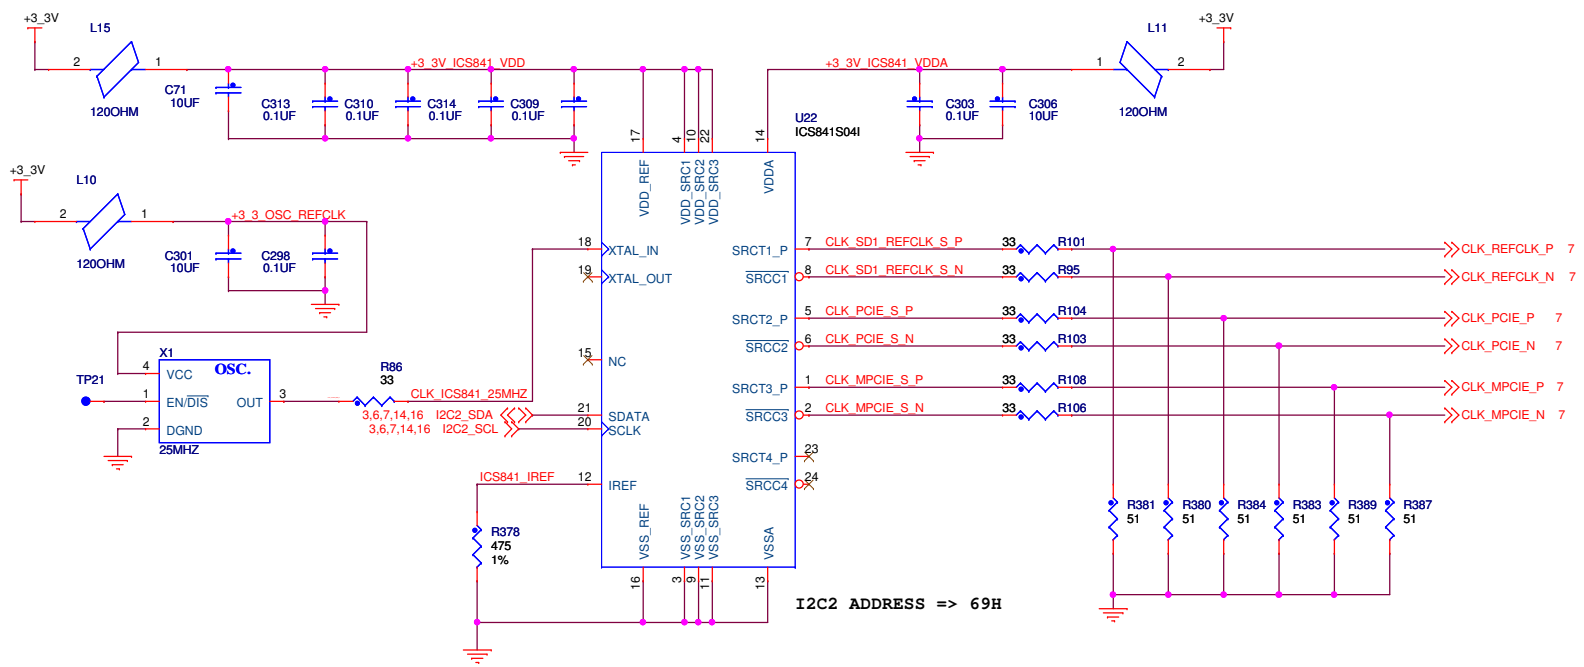 +3_3V
L15
2
1
120OHM
+3_3V_ICS841_VDD
C71
10UF
C313
0.1UF
C310
0.1UF
C314
0.1UF
C309
0.1UF
+3_3V_ICS841_VDDA
C303
0.1UF
C306
10UF
L11
1
2
120OHM
+3_3V
U22
ICS841S04I
17
4
10
22
14
VDD_REF
VDD_SRC1
VDD_SRC2
VDD_SRC3
VDDA
+3_3V
L10
2
1
120OHM
+3_3_OSC_REFCLK
C301
10UF
C298
0.1UF
18
XTAL_IN
19
XTAL_OUT
15
NC
21
SDATA
20
SCLK
12
IREF
X1
OSC.
4
VCC
1
EN/DIS
OUT
3
2
DGND
25MHZ
TP21
R86
33
CLK_ICS841_25MHZ
3,6,7,14,16
I2C2_SDA
3,6,7,14,16
I2C2_SCL
ICS841_IREF
R378
475
1%
SRCT1_P
7
CLK_SD1_REFCLK_S_P
33
R101
CLK_REFCLK_P
7
SRCC1
8
CLK_SD1_REFCLK_S_N
33
R95
CLK_REFCLK_N
7
SRCT2_P
5
CLK_PCIE_S_P
33
R104
CLK_PCIE_P
7
SRCC2
6
CLK_PCIE_S_N
33
R103
CLK_PCIE_N
7
SRCT3_P
1
CLK_MPCIE_S_P
33
R108
CLK_MPCIE_P
7
SRCC3
2
CLK_MPCIE_S_N
33
R106
CLK_MPCIE_N
7
SRCT4_P
23
SRCC4
24
VSS_REF
VSS_SRC1
VSS_SRC2
VSS_SRC3
VSSA
16
3
9
11
13
R381
51
R380
51
R384
51
R383
51
R389
51
R387
51
I2C2 ADDRESS => 69H